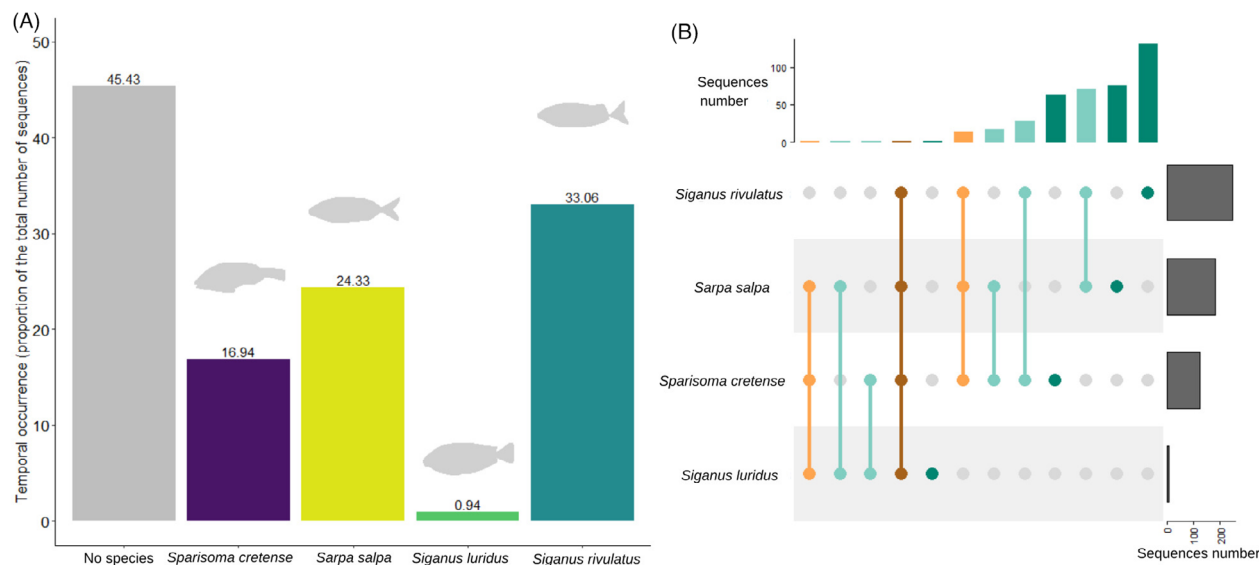 (A)
Temporal occurrence (proportion of the total number of sequences)
50
40
30
20
10
0
45.43
16.94
24.33
0.94
33.06
No species
Sparisoma cretense
Sarpa salpa
Siganus luridus
Siganus rivulatus
(B)
Sequences
number
100
50
0
Siganus rivulatus
Sarpa salpa
Sparisoma cretense
Siganus luridus
0
100
200
Sequences number